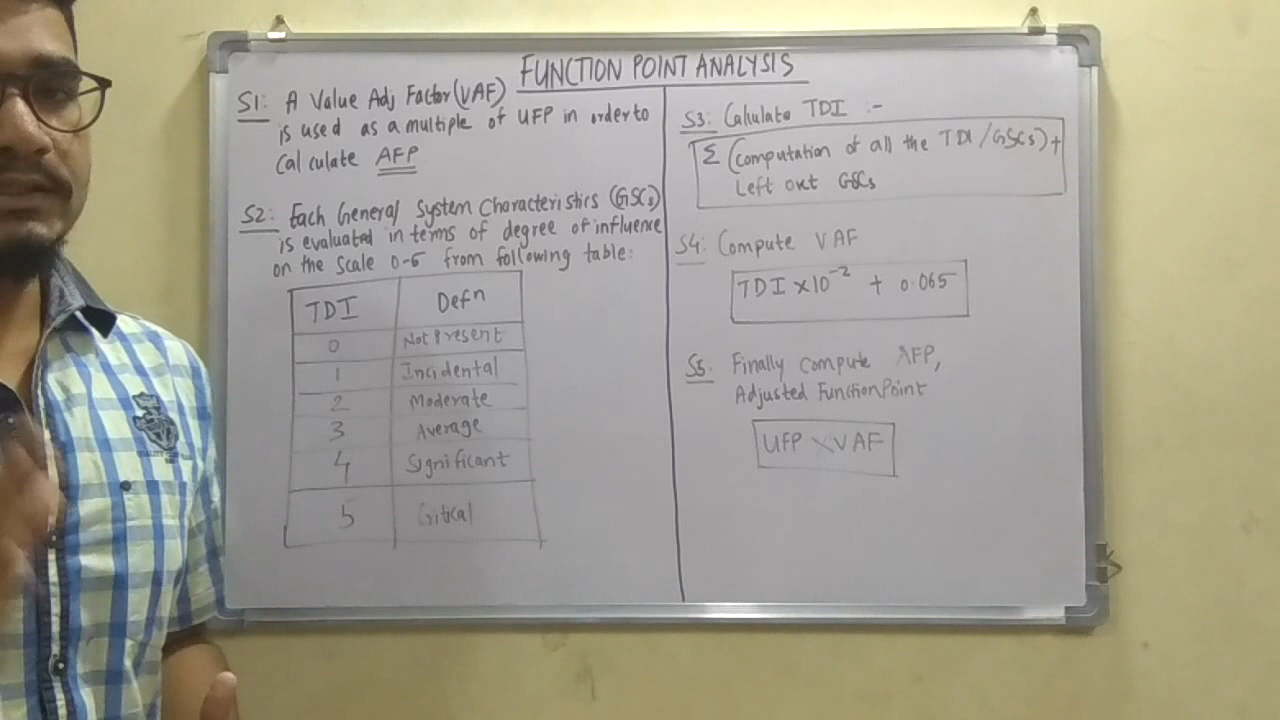 FUNCTION POINT ANALYSIS
S1: A Value Adj Factor (VAF)
is used as a multiple of UFP in order to
Calculate AFP
S2: Each General System Characteristics (GSCs)
is evaluated in terms of degree of influence
on the scale 0-5 from following table:
TDI Defn
0 Not Present
1 Incidental
2 Moderate
3 Average
4 Significant
5 Critical
S3: Calculate TDI :-
Σ (Computation of all the TDI/GSCs) +
Left out GSCs
S4: Compute VAF
TDI × 10⁻² + 0.065
S5: Finally compute AFP,
Adjusted Function Point
UFP × VAF